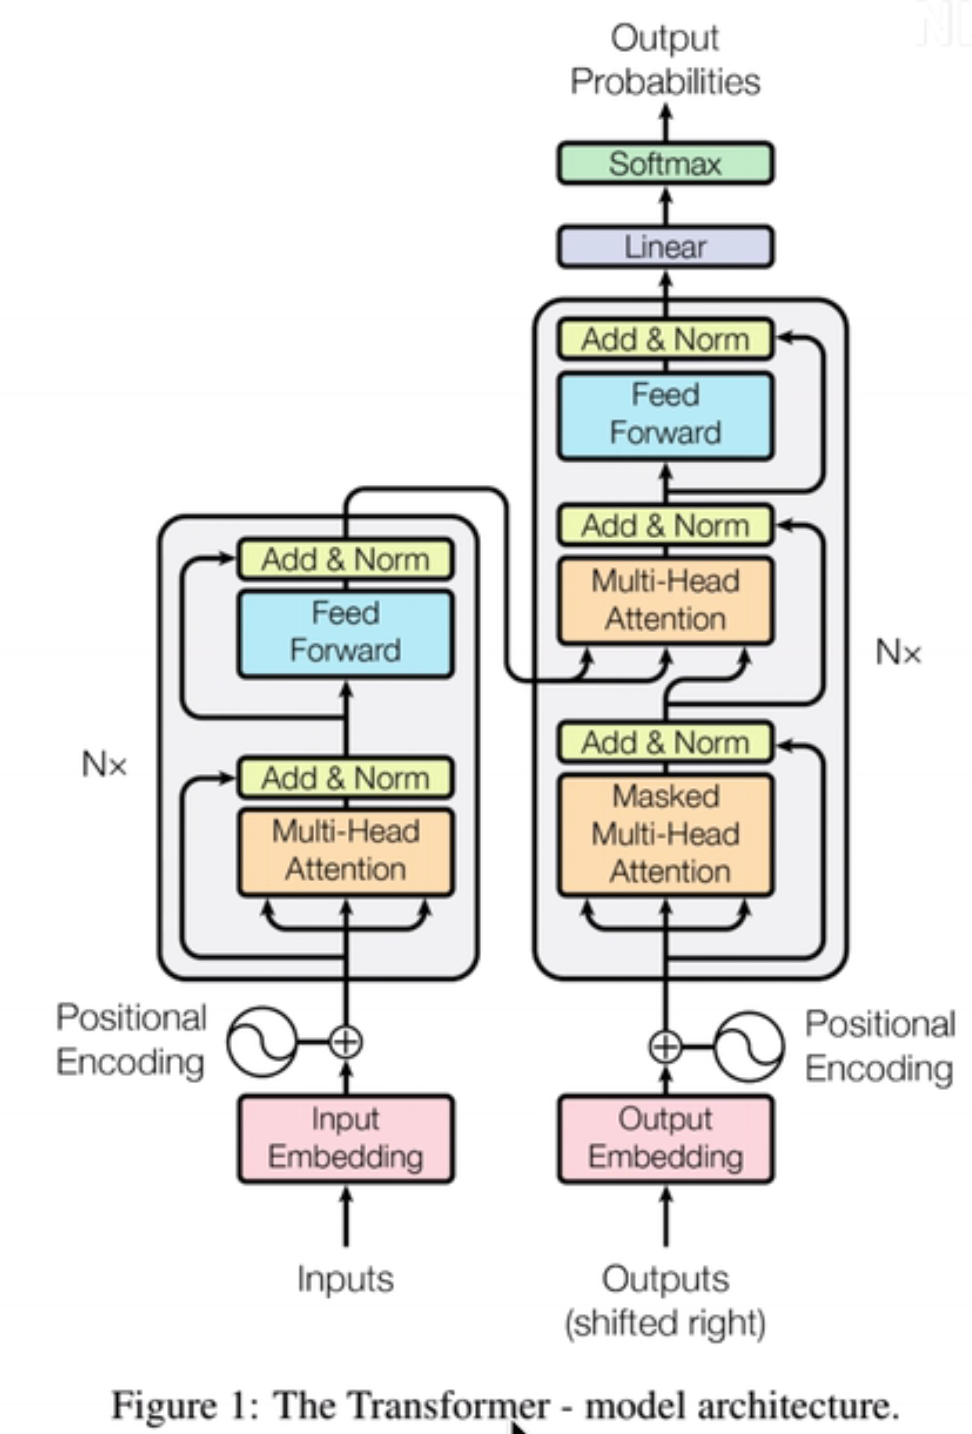 Output
Probabilities
Softmax
Linear
Add & Norm
Feed
Forward
Add & Norm
Multi-Head
Attention
Add & Norm
Feed
Forward
Nx
Add & Norm
Masked
Multi-Head
Attention
Nx
Add & Norm
Multi-Head
Attention
Positional
Encoding
Positional
Encoding
Input
Embedding
Output
Embedding
Inputs
Outputs
(shifted right)
Figure 1: The Transformer - model architecture.